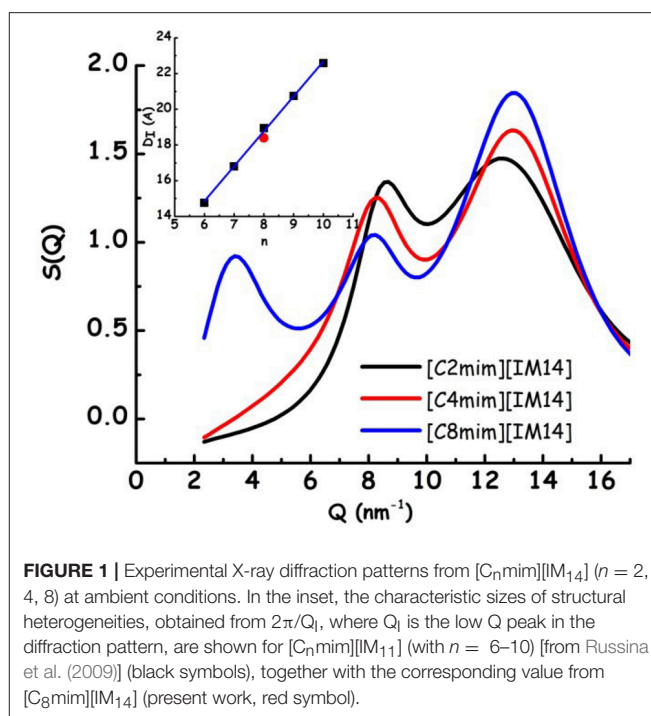 24
22
20
18
16
14
D_I (A)
5 6 7 8 9 10 11
n
2.0
1.5
1.0
0.5
0.0
S(Q)
[C2mim][IM14]
[C4mim][IM14]
[C8mim][IM14]
0 2 4 6 8 10 12 14 16
Q (nm⁻¹)
FIGURE 1 | Experimental X-ray diffraction patterns from [CₙMim][IM₁₄] (n = 2,
4, 8) at ambient conditions. In the inset, the characteristic sizes of structural
heterogeneities, obtained from 2π/Q_I, where Q_I is the low Q peak in the
diffraction pattern, are shown for [Cₙmim][IM₁₁] (with n = 6–10) [from Russina
et al. (2009)] (black symbols), together with the corresponding value from
[C₈mim][IM₁₄] (present work, red symbol).